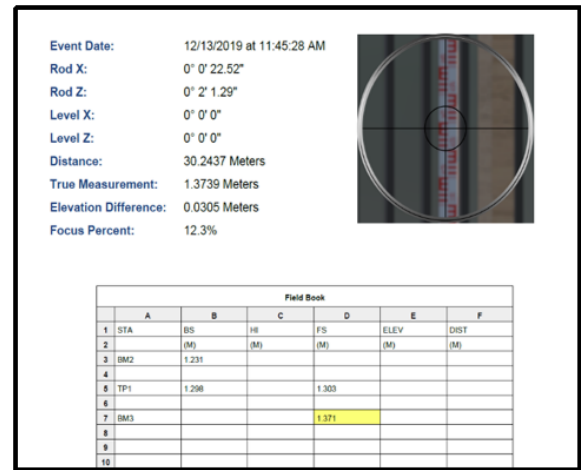 Event Date: 12/13/2019 at 11:45:28 AM
Rod X: 0° 0' 22.52"
Rod Z: 0° 2' 1.29"
Level X: 0° 0' 0"
Level Z: 0° 0' 0"
Distance: 30.2437 Meters
True Measurement: 1.3739 Meters
Elevation Difference: 0.0305 Meters
Focus Percent: 12.3%
Field Book
A B C D E F
1 STA BS HI FS ELEV DIST
2 (M) (M) (M) (M) (M)
3 BM2 1.231
4
5 TP1 1.298 1.303
6
7 BM3 1.371
8
9
10